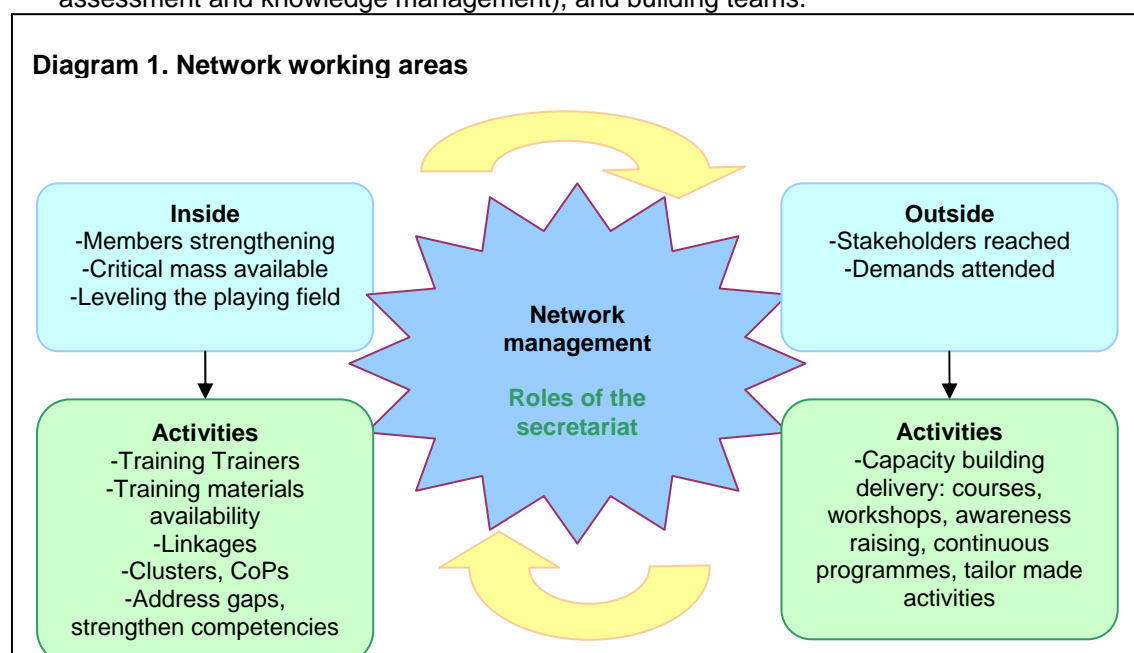 assessment and knowledge management), and building teams.
Diagram 1. Network working areas
Inside
-Members strengthening
-Critical mass available
-Leveling the playing field
Outside
-Stakeholders reached
-Demands attended
Network
management
Roles of the
secretariat
Activities
-Training Trainers
-Training materials
availability
-Linkages
-Clusters, CoPs
-Address gaps,
strengthen competencies
Activities
-Capacity building
delivery: courses,
workshops, awareness
raising, continuous
programmes, tailor made
activities